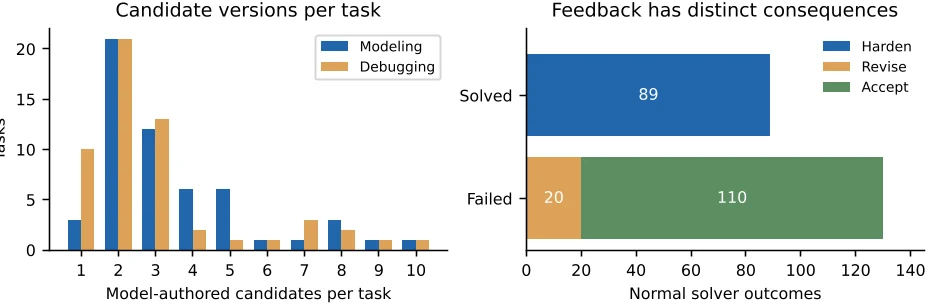 Candidate versions per task
Modeling
Debugging
20
15
10
5
0
1 2 3 4 5 6 7 8 9 10
Model-authored candidates per task
Feedback has distinct consequences
Harden
Revise
Accept
Solved
89
Failed
20
110
0 20 40 60 80 100 120 140
Normal solver outcomes